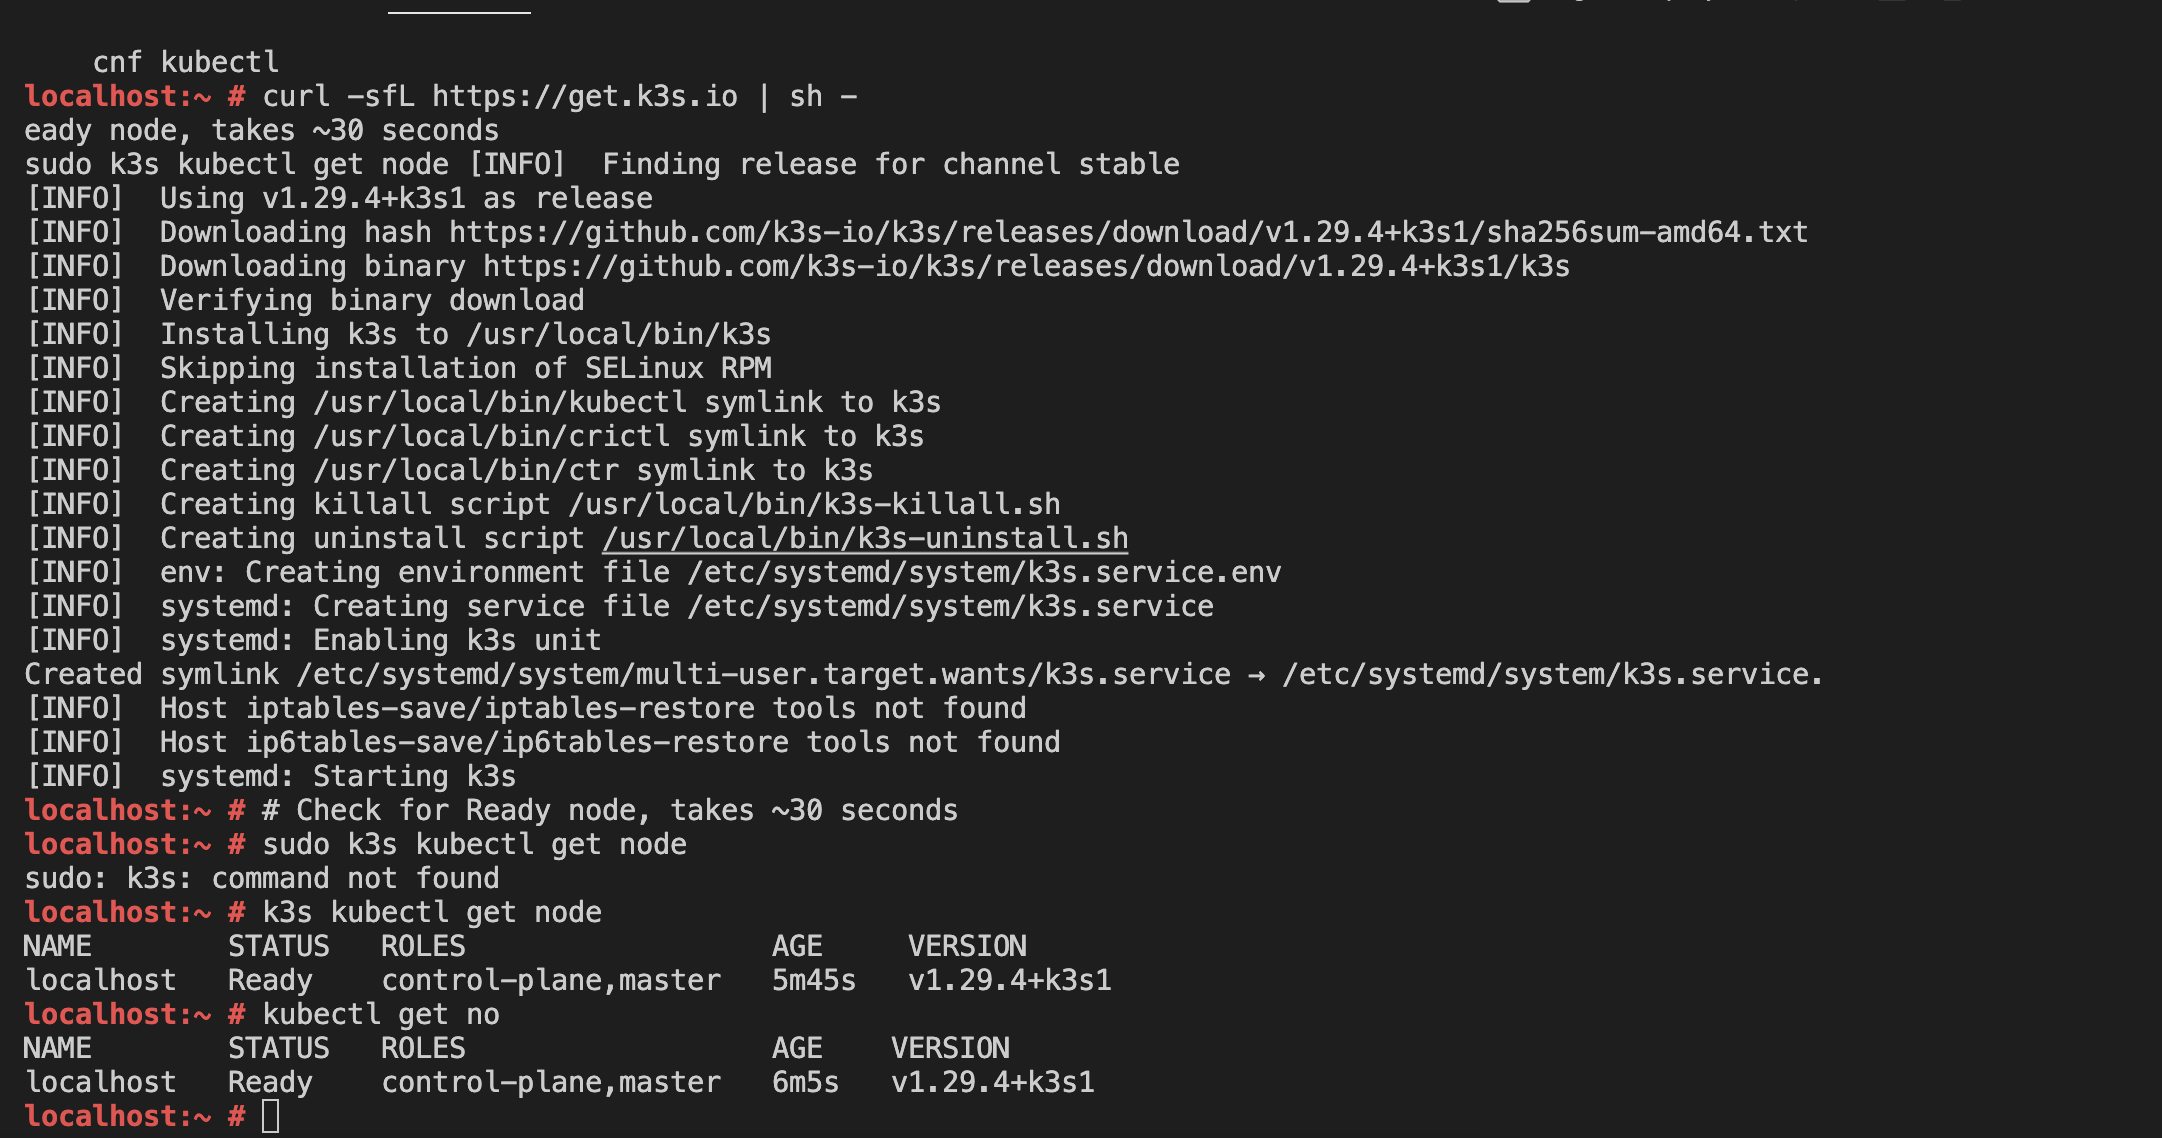 cnf kubectl
localhost:~ # curl -sfL https://get.k3s.io | sh -
eady node, takes ~30 seconds
sudo k3s kubectl get node [INFO]  Finding release for channel stable
[INFO]  Using v1.29.4+k3s1 as release
[INFO]  Downloading hash https://github.com/k3s-io/k3s/releases/download/v1.29.4+k3s1/sha256sum-amd64.txt
[INFO]  Downloading binary https://github.com/k3s-io/k3s/releases/download/v1.29.4+k3s1/k3s
[INFO]  Verifying binary download
[INFO]  Installing k3s to /usr/local/bin/k3s
[INFO]  Skipping installation of SELinux RPM
[INFO]  Creating /usr/local/bin/kubectl symlink to k3s
[INFO]  Creating /usr/local/bin/crictl symlink to k3s
[INFO]  Creating /usr/local/bin/ctr symlink to k3s
[INFO]  Creating killall script /usr/local/bin/k3s-killall.sh
[INFO]  Creating uninstall script /usr/local/bin/k3s-uninstall.sh
[INFO]  env: Creating environment file /etc/systemd/system/k3s.service.env
[INFO]  systemd: Creating service file /etc/systemd/system/k3s.service
[INFO]  systemd: Enabling k3s unit
Created symlink /etc/systemd/system/multi-user.target.wants/k3s.service → /etc/systemd/system/k3s.service.
[INFO]  Host iptables-save/iptables-restore tools not found
[INFO]  Host ip6tables-save/ip6tables-restore tools not found
[INFO]  systemd: Starting k3s
localhost:~ # # Check for Ready node, takes ~30 seconds
localhost:~ # sudo k3s kubectl get node
sudo: k3s: command not found
localhost:~ # k3s kubectl get node
NAME        STATUS   ROLES                  AGE     VERSION
localhost   Ready    control-plane,master   5m45s   v1.29.4+k3s1
localhost:~ # kubectl get no
NAME        STATUS   ROLES                  AGE    VERSION
localhost   Ready    control-plane,master   6m5s   v1.29.4+k3s1
localhost:~ #